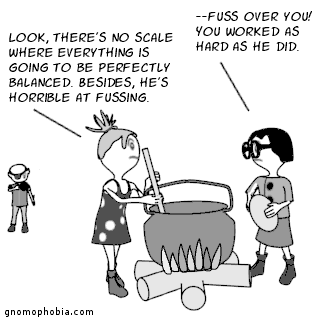 LOOK, THERE'S NO SCALE
WHERE EVERYTHING IS
GOING TO BE PERFECTLY
BALANCED. BESIDES, HE'S
HORRIBLE AT FUSSING.
--FUSS OVER YOU!
YOU WORKED AS
HARD AS HE DID.
gnomophobia.com